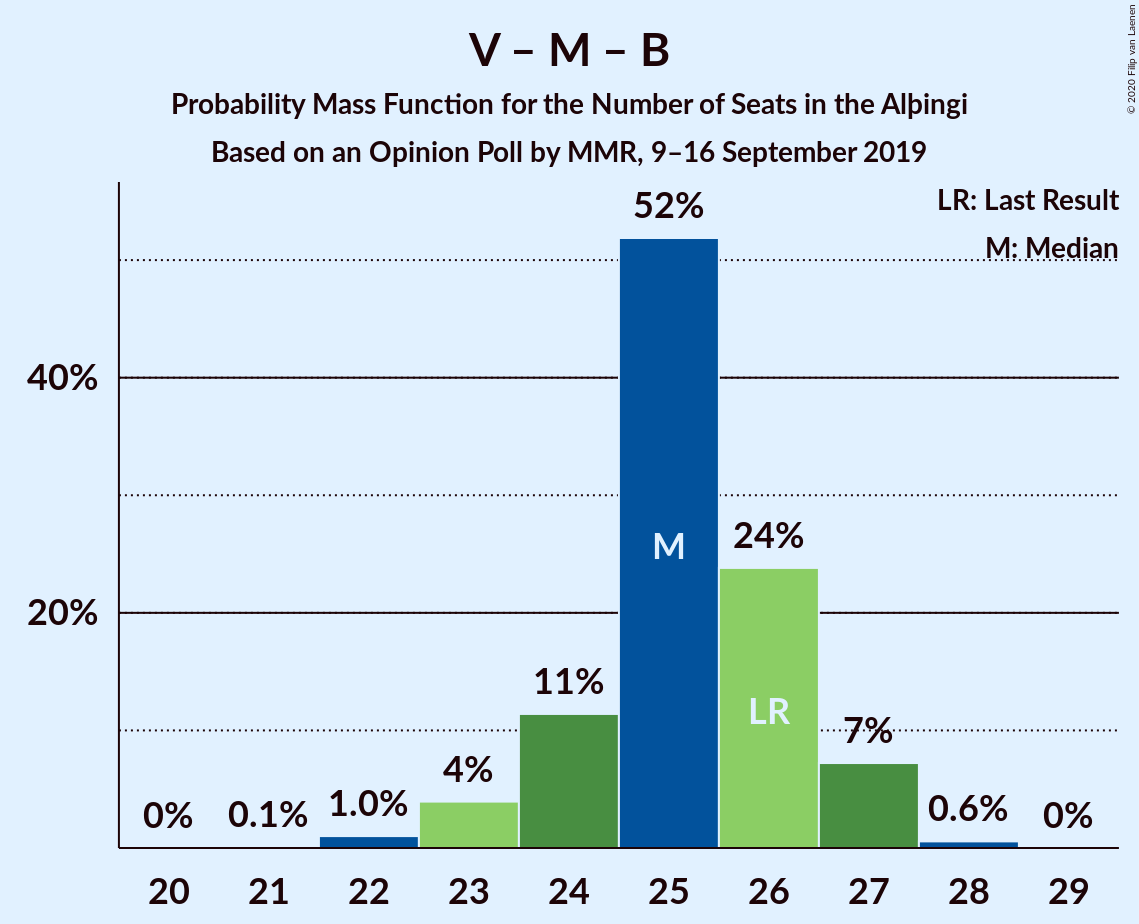 V – M – B
Probability Mass Function for the Number of Seats in the Alþingi
Based on an Opinion Poll by MMR, 9–16 September 2019
© 2020 Filip van Laenen
LR: Last Result
M: Median
40%
20%
0%
0.1%
1.0%
4%
11%
52%
24%
7%
0.6%
0%
M
LR
20 21 22 23 24 25 26 27 28 29